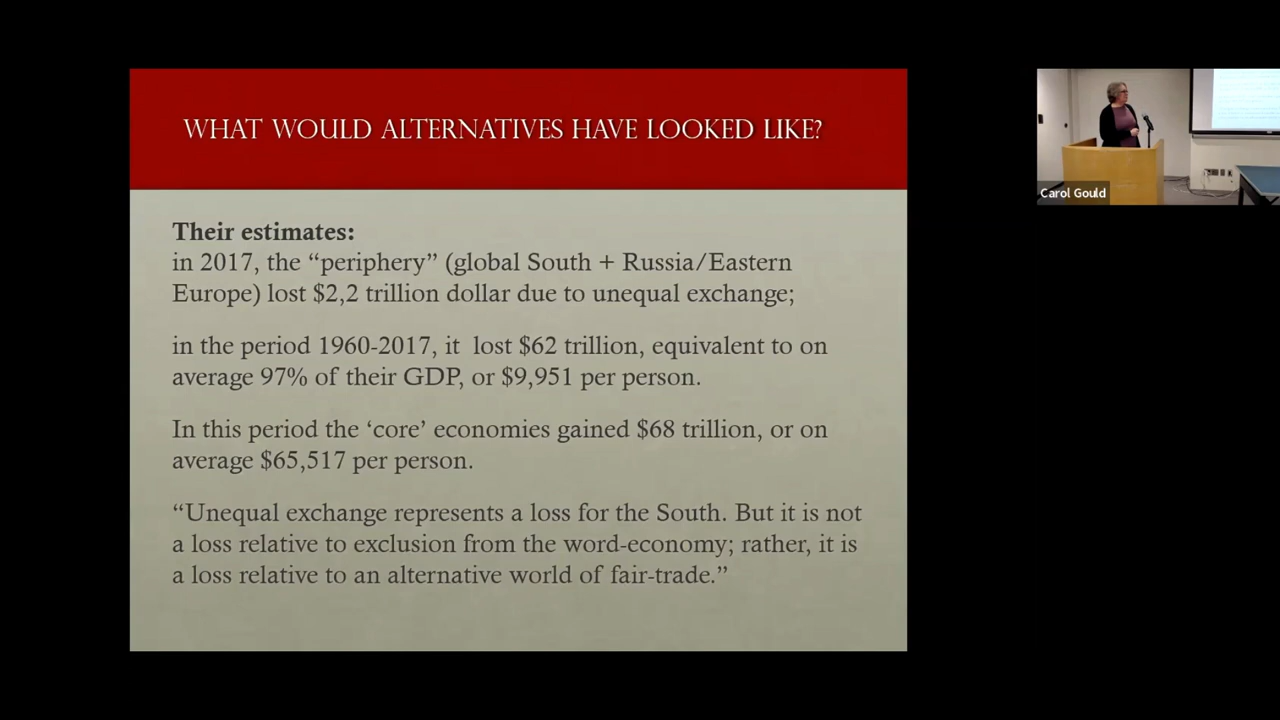 WHAT WOULD ALTERNATIVES HAVE LOOKED LIKE?
Their estimates:
in 2017, the “periphery” (global South + Russia/Eastern
Europe) lost $2,2 trillion dollar due to unequal exchange;
in the period 1960-2017, it lost $62 trillion, equivalent to on
average 97% of their GDP, or $9,951 per person.
In this period the ‘core’ economies gained $68 trillion, or on
average $65,517 per person.
“Unequal exchange represents a loss for the South. But it is not
a loss relative to exclusion from the word-economy; rather, it is
a loss relative to an alternative world of fair-trade.”
Carol Gould